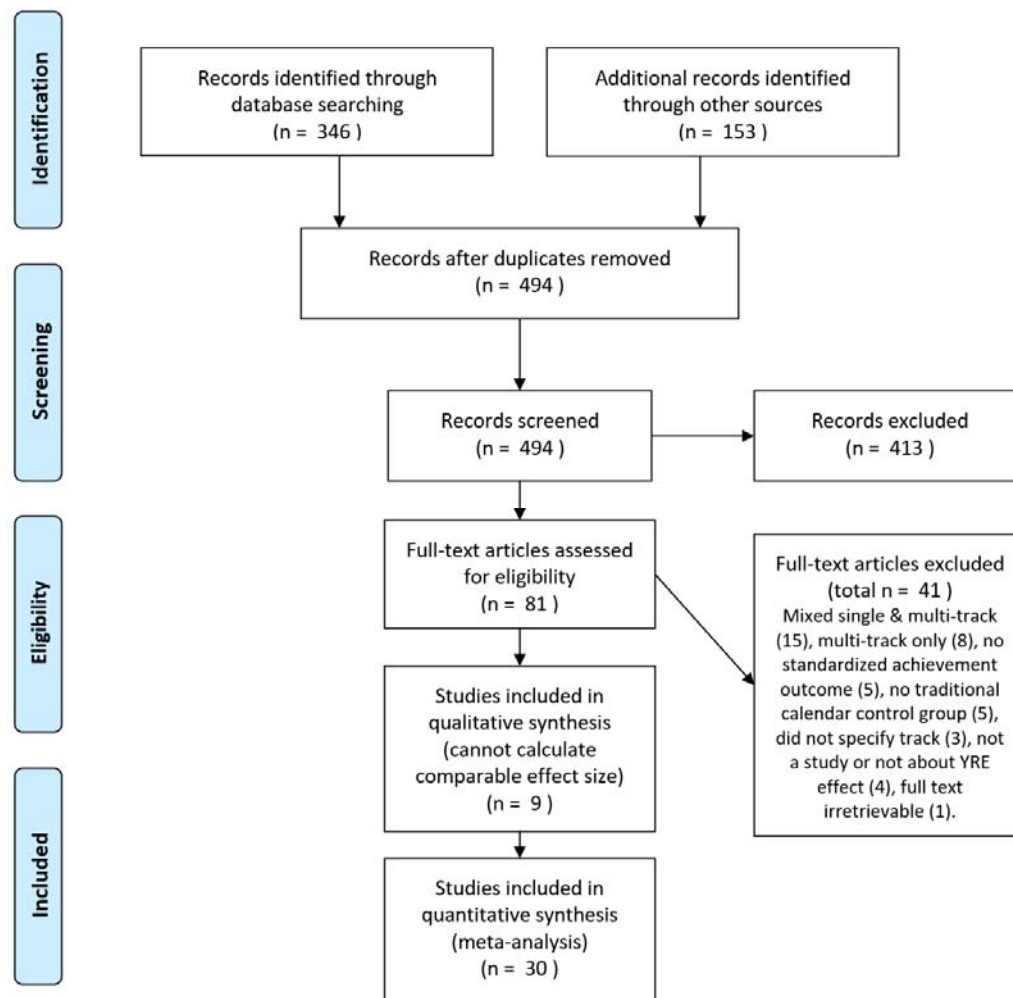 Identification
Records identified through
database searching
(n = 346 )
Additional records identified
through other sources
(n = 153 )
Records after duplicates removed
(n = 494 )
Screening
Records screened
(n = 494 )
Records excluded
(n = 413 )
Eligibility
Full-text articles assessed
for eligibility
(n = 81 )
Full-text articles excluded
(total n = 41 )
Mixed single & multi-track
(15), multi-track only (8), no
standardized achievement
outcome (5), no traditional
calendar control group (5),
did not specify track (3), not
a study or not about YRE
effect (4), full text
irretrievable (1).
Studies included in
qualitative synthesis
(cannot calculate
comparable effect size)
(n = 9 )
Included
Studies included in
quantitative synthesis
(meta-analysis)
(n = 30 )